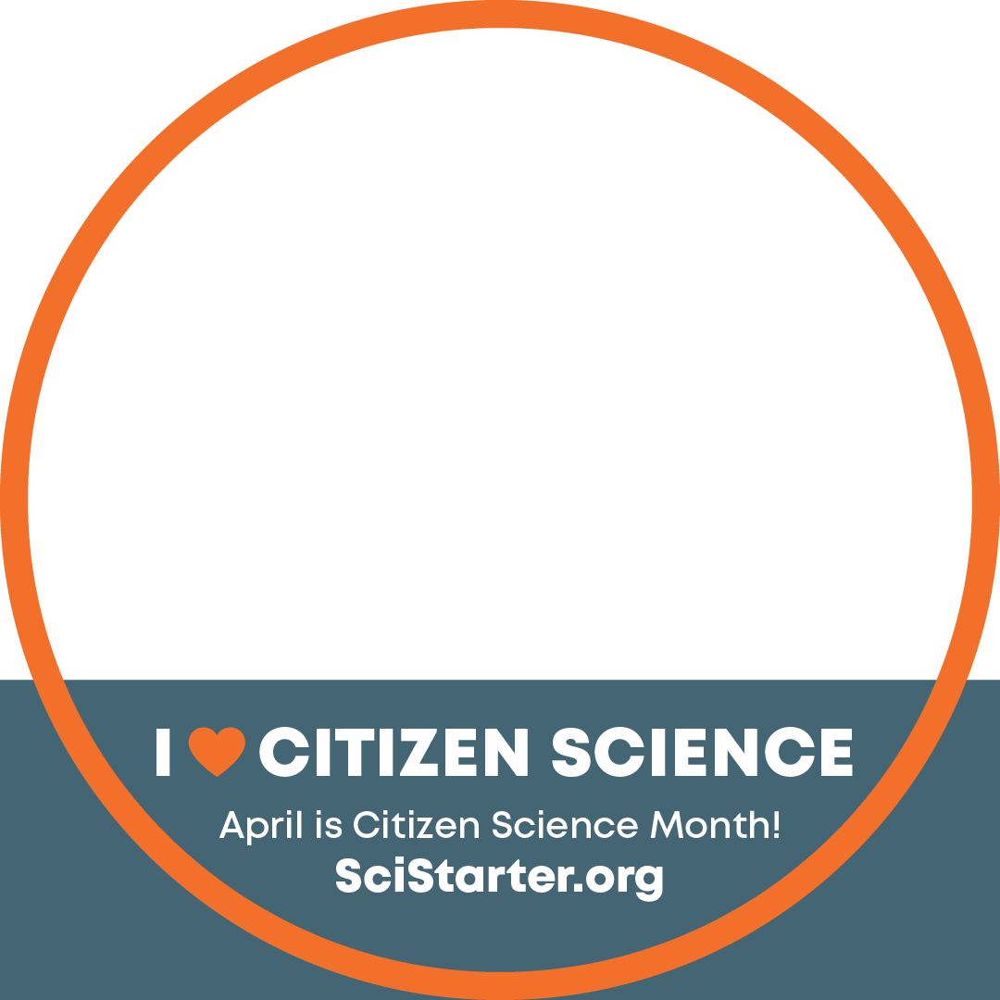 I ♥ CITIZEN SCIENCE
April is Citizen Science Month!
SciStarter.org